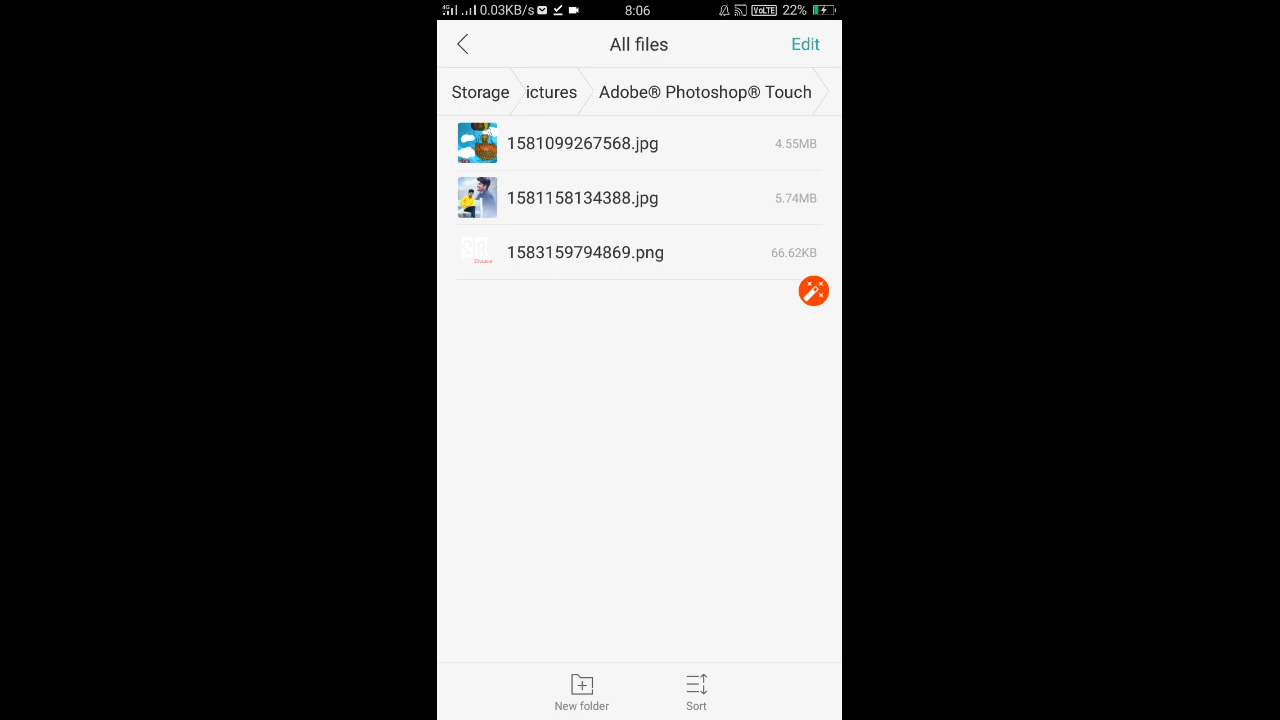 4G 0.03KB/s 8:06 VoLTE 22%
All files Edit
Storage ictures Adobe® Photoshop® Touch
1581099267568.jpg 4.55MB
1581158134388.jpg 5.74MB
1583159794869.png 66.62KB
New folder Sort